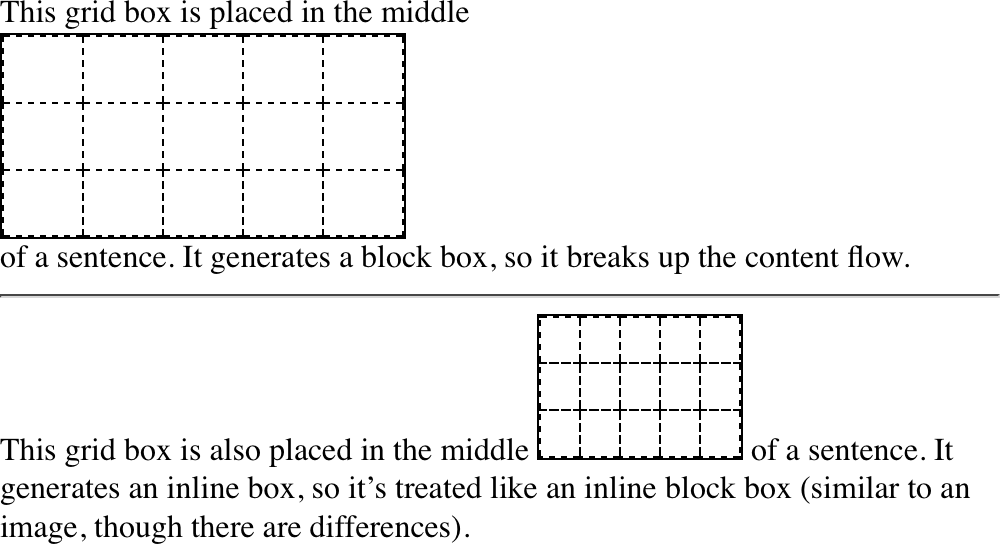 This grid box is placed in the middle
of a sentence. It generates a block box, so it breaks up the content flow.
This grid box is also placed in the middle of a sentence. It
generates an inline box, so it’s treated like an inline block box (similar to an
image, though there are differences).